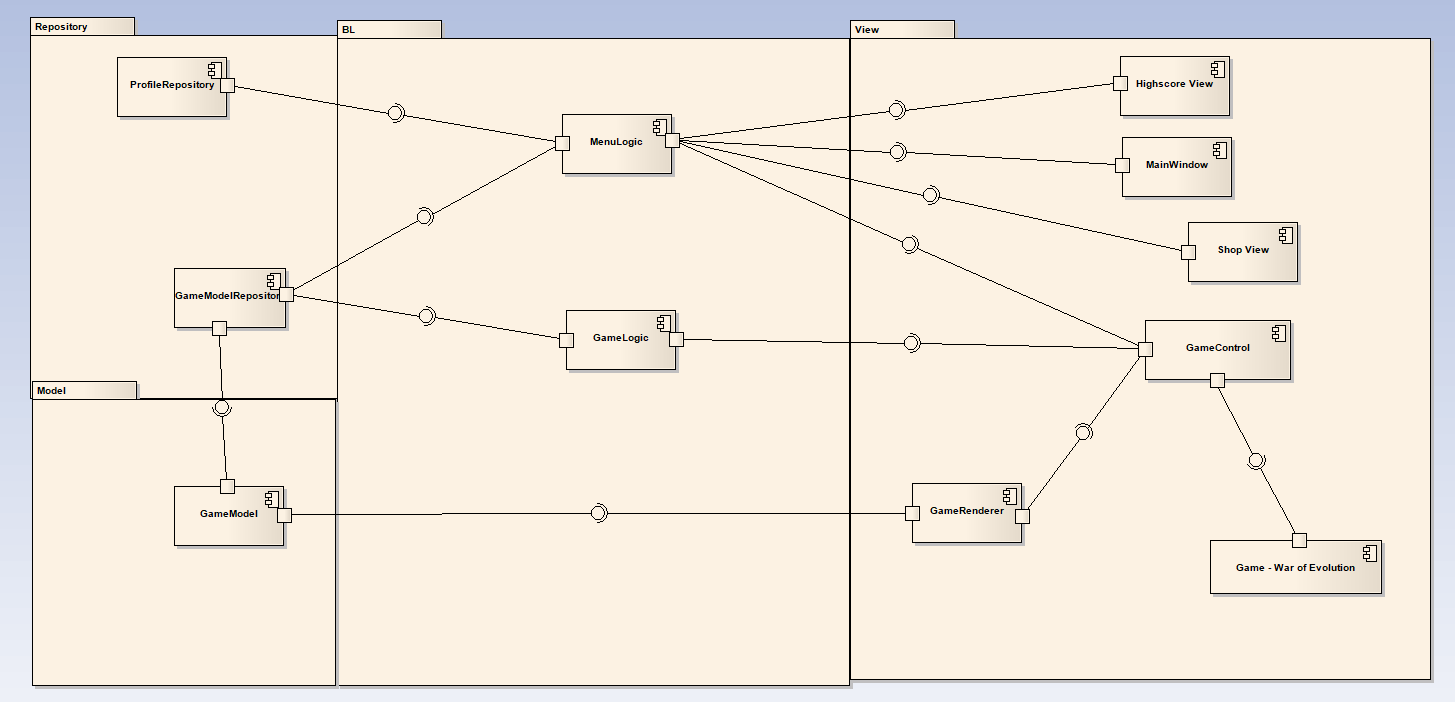 Repository
BL
View
ProfileRepository
Highscore View
MenuLogic
MainWindow
Shop View
GameModelRepositor
GameLogic
GameControl
Model
GameModel
GameRenderer
Game - War of Evolution